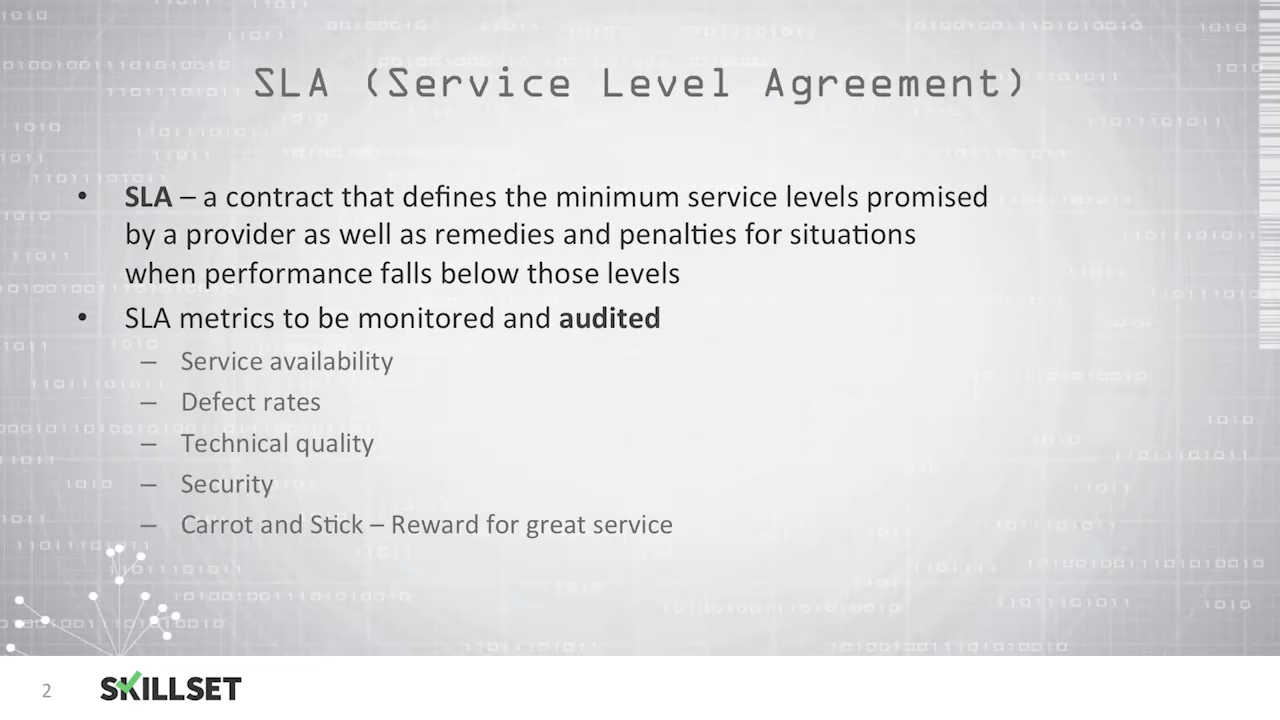 SLA (Service Level Agreement)
• SLA – a contract that defines the minimum service levels promised
by a provider as well as remedies and penalties for situations
when performance falls below those levels
• SLA metrics to be monitored and audited
– Service availability
– Defect rates
– Technical quality
– Security
– Carrot and Stick – Reward for great service
2
SKILLSET